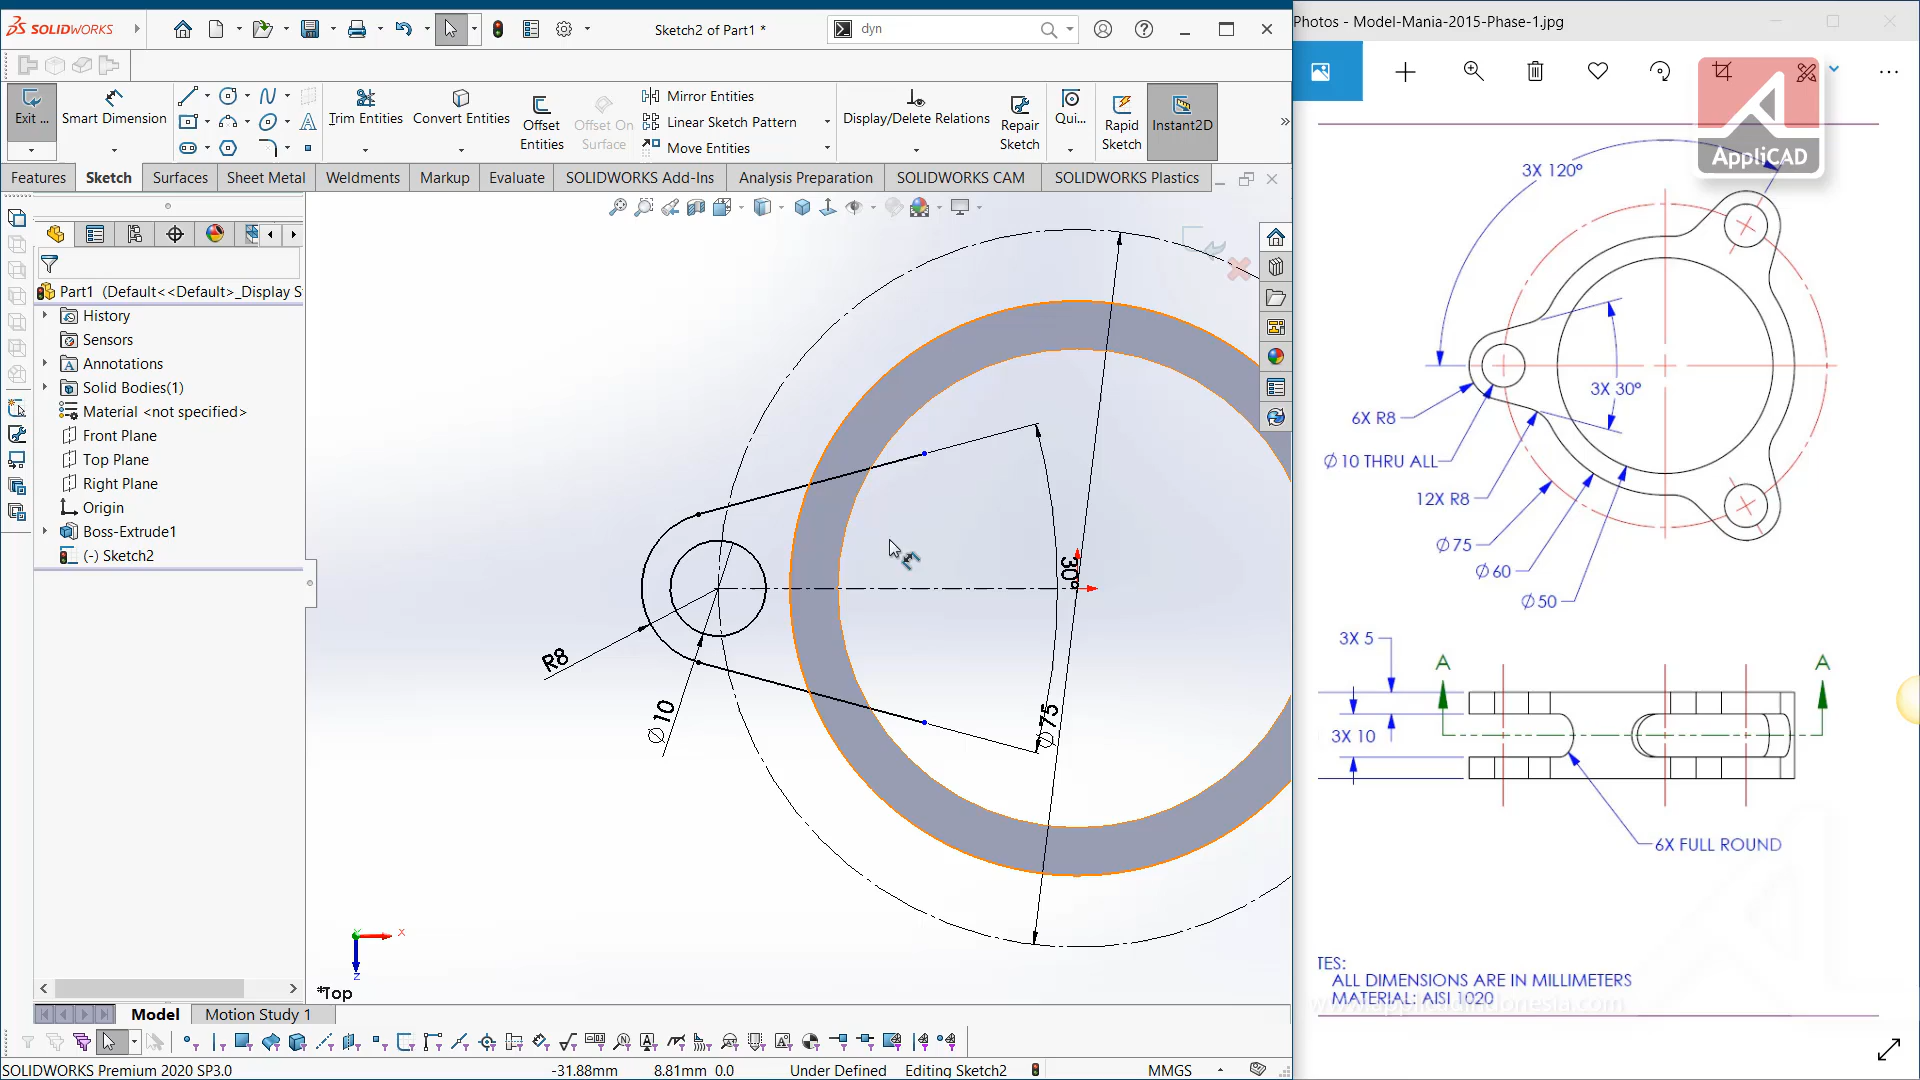 SOLIDWORKS
Sketch2 of Part1 *
dyn
Photos - Model-Mania-2015-Phase-1.jpg
Exit ...
Smart Dimension
Trim Entities
Convert Entities
Offset Entities
Offset On Surface
Mirror Entities
Linear Sketch Pattern
Move Entities
Display/Delete Relations
Repair Sketch
Qui...
Rapid Sketch
Instant2D
Features
Sketch
Surfaces
Sheet Metal
Weldments
Markup
Evaluate
SOLIDWORKS Add-Ins
Analysis Preparation
SOLIDWORKS CAM
SOLIDWORKS Plastics
Part1 (Default<<Default>_Display S
History
Sensors
Annotations
Solid Bodies(1)
Material <not specified>
Front Plane
Top Plane
Right Plane
Origin
Boss-Extrude1
(-) Sketch2
R8
∅10
30°
∅75
X
Z
*Top
AppliCAD
3X 120°
3X 30°
6X R8
∅10 THRU ALL
12X R8
∅75
∅60
∅50
3X 5
A
A
3X 10
6X FULL ROUND
TES:
ALL DIMENSIONS ARE IN MILLIMETERS
MATERIAL: AISI 1020
Model
Motion Study 1
SOLIDWORKS Premium 2020 SP3.0
-31.88mm
8.81mm
0.0
Under Defined
Editing Sketch2
MMGS